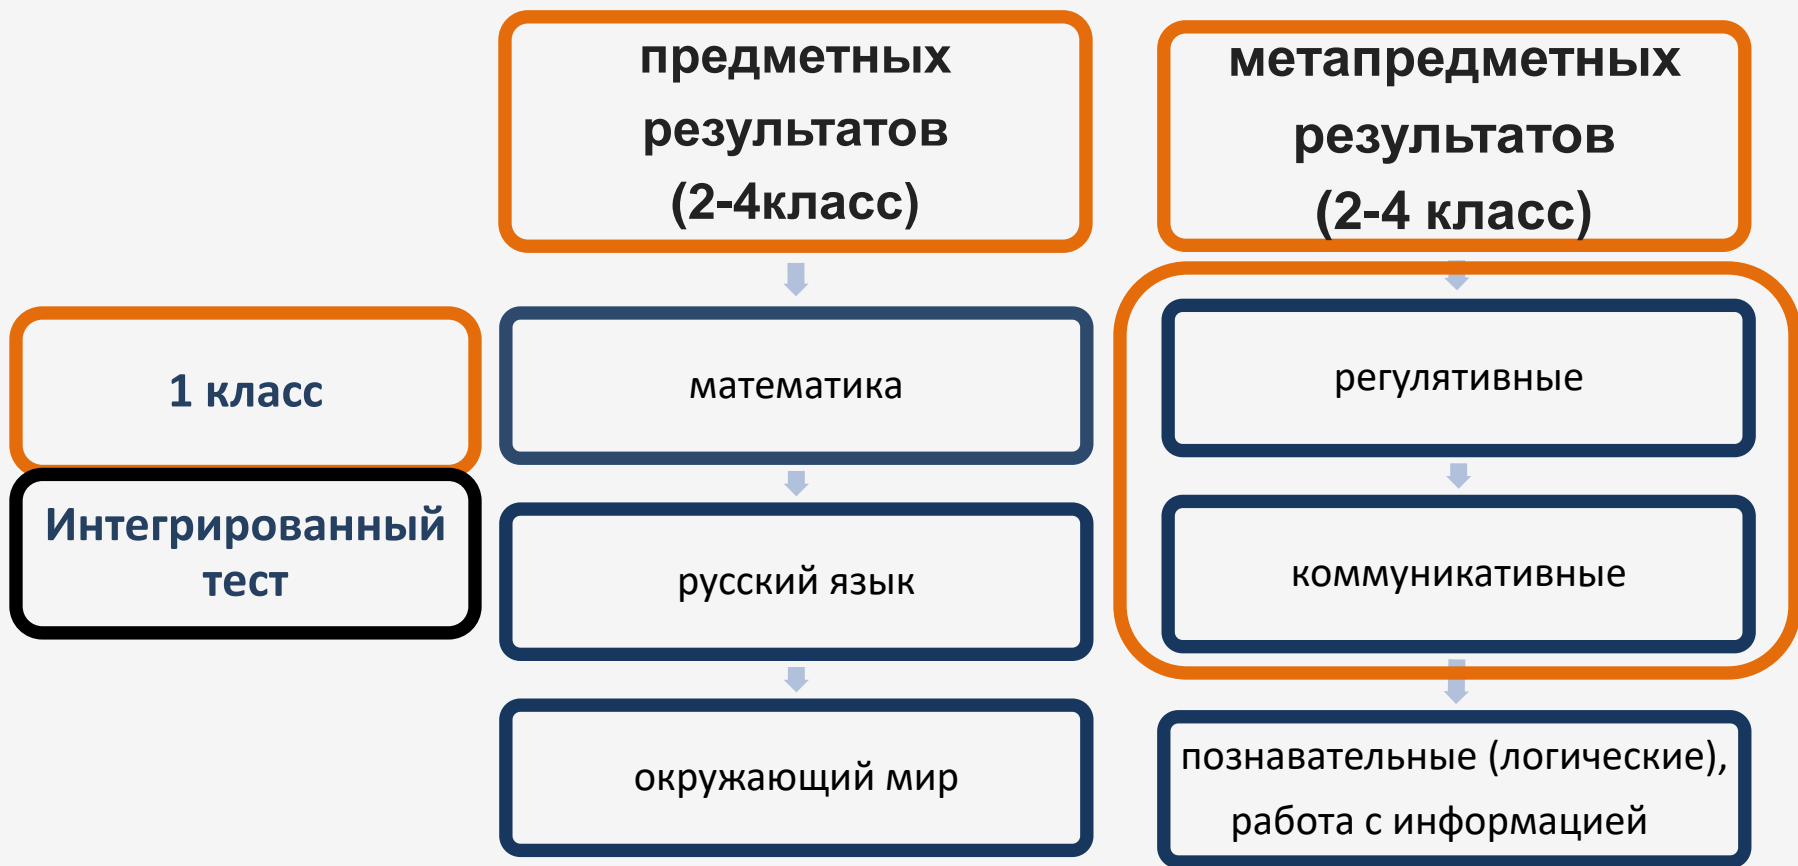 предметных
результатов
(2-4класс)
метапредметных
результатов
(2-4 класс)
1 класс
Интегрированный
тест
математика
русский язык
окружающий мир
регулятивные
коммуникативные
познавательные (логические),
работа с информацией